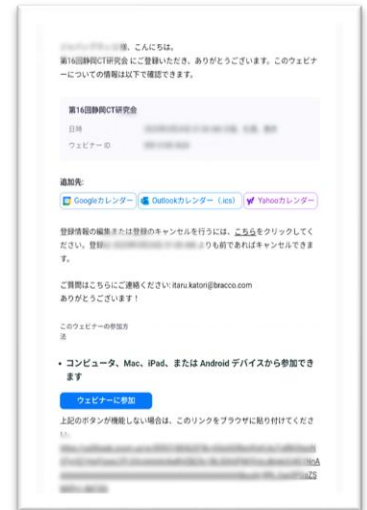 様、こんにちは。
第16回静岡CT研究会 にご登録いただき、ありがとうございます。このウェビナ
ーについての情報は以下で確認できます。
第16回静岡CT研究会
日時
ウェビナー ID
追加先:
Googleカレンダー Outlookカレンダー (.ics) Yahooカレンダー
登録情報の編集または登録のキャンセルを行うには、こちらをクリックしてく
ださい。登録 よりも前であればキャンセルできま
す。
ご質問はこちらにご連絡ください: itaru.katori@bracco.com
ありがとうございます！
このウェビナーの参加方
法
• コンピュータ、Mac、iPad、または Android デバイスから参加でき
ます
ウェビナーに参加
上記のボタンが機能しない場合は、このリンクをブラウザに貼り付けてくださ
い。